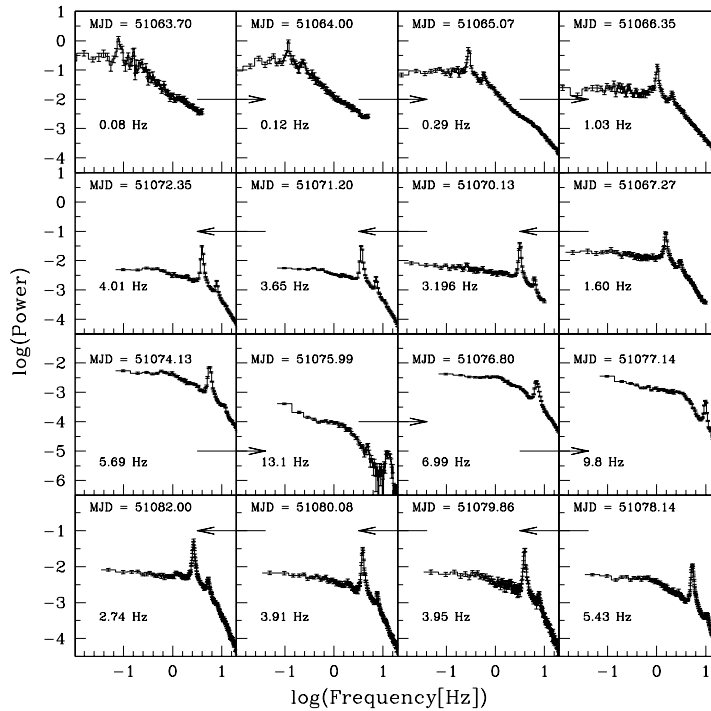 MJD = 51063.70 MJD = 51064.00 MJD = 51065.07 MJD = 51066.35
1
0
−1
−2
−3
−4
0.08 Hz 0.12 Hz 0.29 Hz 1.03 Hz
MJD = 51072.35 MJD = 51071.20 MJD = 51070.13 MJD = 51067.27
1
0
−1
−2
−3
−4
4.01 Hz 3.65 Hz 3.196 Hz 1.60 Hz
log(Power)
MJD = 51074.13 MJD = 51075.99 MJD = 51076.80 MJD = 51077.14
−2
−3
−4
−5
−6
5.69 Hz 13.1 Hz 6.99 Hz 9.8 Hz
MJD = 51082.00 MJD = 51080.08 MJD = 51079.86 MJD = 51078.14
−1
−2
−3
−4
2.74 Hz 3.91 Hz 3.95 Hz 5.43 Hz
−1 0 1 −1 0 1 −1 0 1 −1 0 1
log(Frequency[Hz])